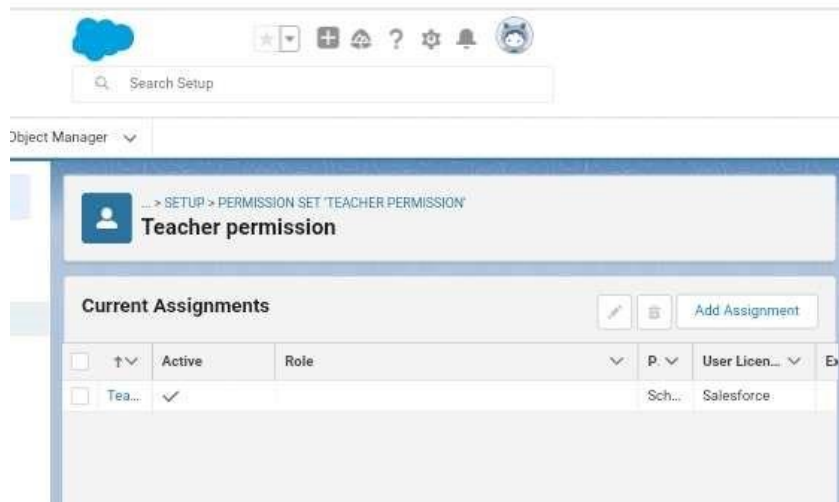 Search Setup
Object Manager
... > SETUP > PERMISSION SET 'TEACHER PERMISSION'
Teacher permission
Current Assignments
Add Assignment
Active Role P. User Licen... Ex
Tea... Sch... Salesforce